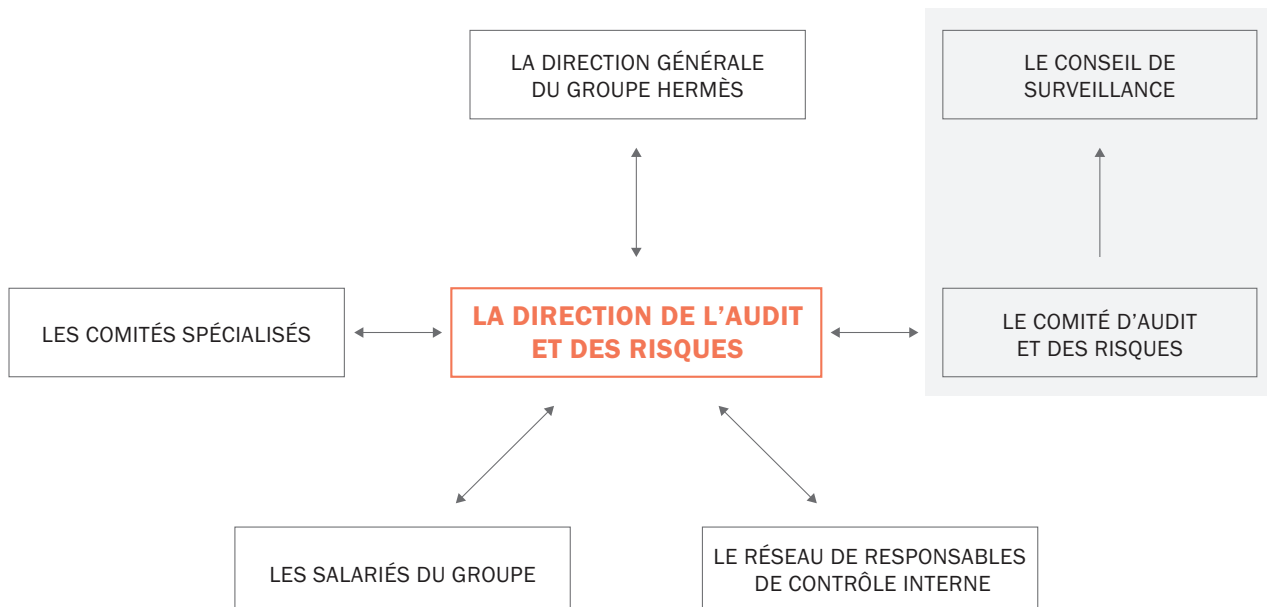 LA DIRECTION GÉNÉRALE
DU GROUPE HERMÈS
LE CONSEIL DE
SURVEILLANCE
LES COMITÉS SPÉCIALISÉS
LA DIRECTION DE L’AUDIT
ET DES RISQUES
LE COMITÉ D’AUDIT
ET DES RISQUES
LES SALARIÉS DU GROUPE
LE RÉSEAU DE RESPONSABLES
DE CONTRÔLE INTERNE